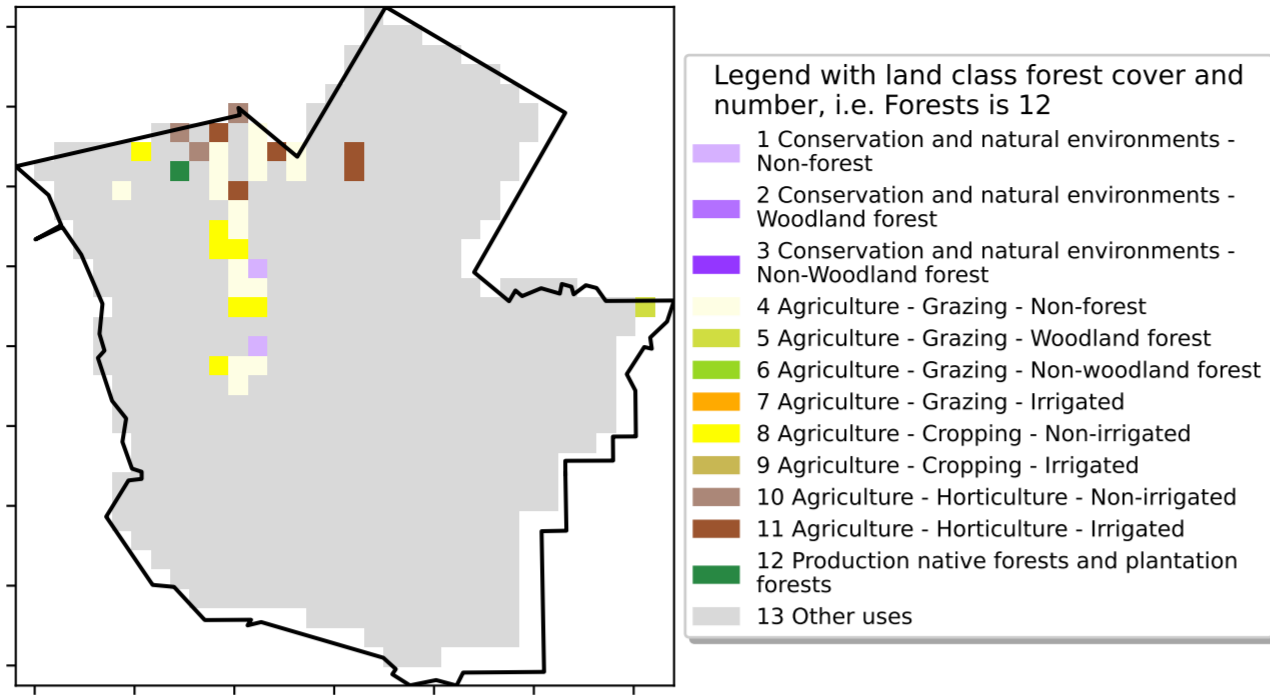 Legend with land class forest cover and
number, i.e. Forests is 12
1 Conservation and natural environments -
Non-forest
2 Conservation and natural environments -
Woodland forest
3 Conservation and natural environments -
Non-Woodland forest
4 Agriculture - Grazing - Non-forest
5 Agriculture - Grazing - Woodland forest
6 Agriculture - Grazing - Non-woodland forest
7 Agriculture - Grazing - Irrigated
8 Agriculture - Cropping - Non-irrigated
9 Agriculture - Cropping - Irrigated
10 Agriculture - Horticulture - Non-irrigated
11 Agriculture - Horticulture - Irrigated
12 Production native forests and plantation
forests
13 Other uses